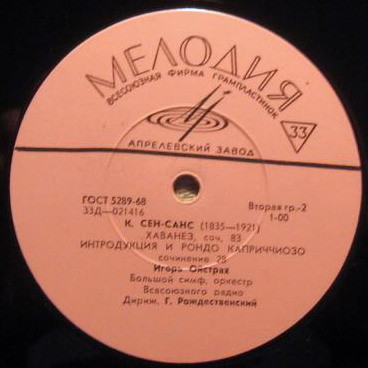 МЕЛОДИЯ
ВСЕСОЮЗНАЯ ФИРМА ГРАМПЛАСТИНОК
33
АПРЕЛЕВСКИЙ ЗАВОД
ГОСТ 5289-68
Вторая гр.-2
33Д—021416
1-00
К. СЕН-САНС (1835—1921)
ХАВАНЕЗ, соч. 83
ИНТРОДУКЦИЯ И РОНДО КАПРИЧЧИОЗО
сочинение 28
Игорь Ойстрах
Большой симф. оркестр
Всесоюзного радио
Дириж. Г. Рождественский